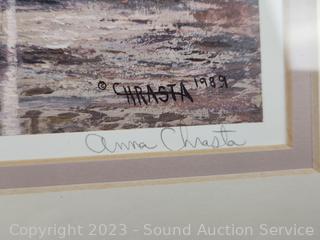 © CHRASTA 1989
Anna Chrasta
Copyright 2023 - Sound Auction Service